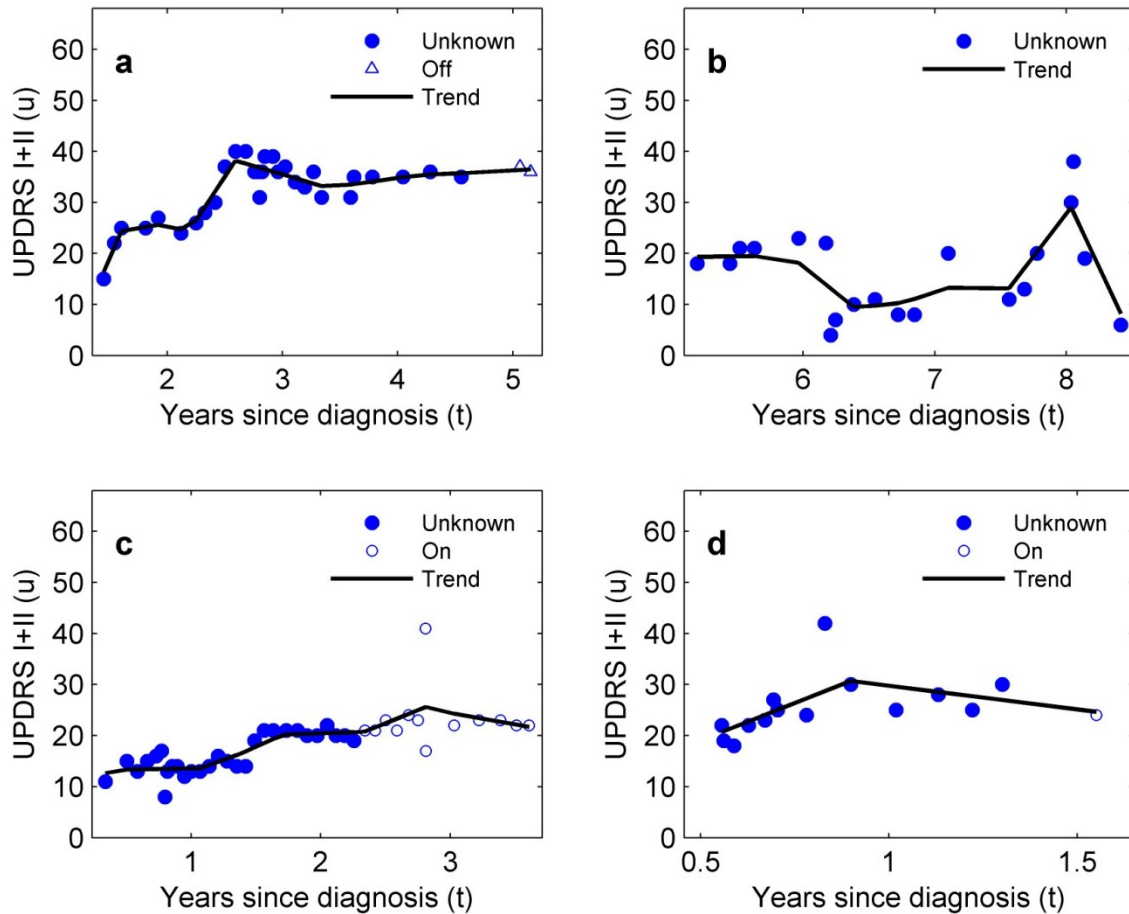 a
Unknown
Off
Trend
60
50
40
30
20
10
0
UPDRS I+II (u)
2 3 4 5
Years since diagnosis (t)
b
Unknown
Trend
60
50
40
30
20
10
0
UPDRS I+II (u)
6 7 8
Years since diagnosis (t)
c
Unknown
On
Trend
60
50
40
30
20
10
0
UPDRS I+II (u)
1 2 3
Years since diagnosis (t)
d
Unknown
On
Trend
60
50
40
30
20
10
0
UPDRS I+II (u)
0.5 1 1.5
Years since diagnosis (t)